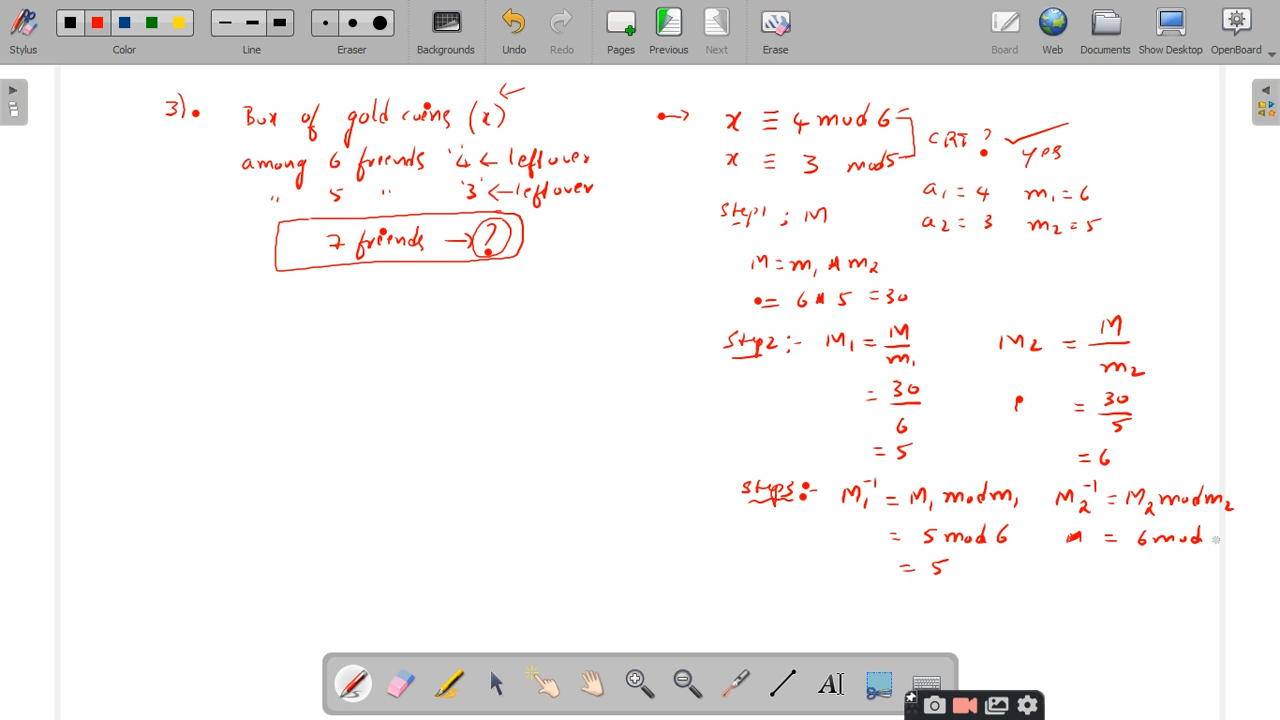 Stylus
Color
Line
Eraser
Backgrounds
Undo
Redo
Pages
Previous
Next
Erase
Board
Web
Documents
Show Desktop
OpenBoard
3). Box of gold coins (x) ←
among 6 friends '4' ← leftover
" 5 " '3' ← leftover
7 friends → ?
→ x ≡ 4 mod 6
x ≡ 3 mod 5
CRT ? ✓ yes
a1 = 4 m1 = 6
a2 = 3 m2 = 5
Step1 : M
M = m1 * m2
= 6 * 5 = 30
Step2 :- M1 = M/m1 M2 = M/m2
= 30/6 = 30/5
= 5 = 6
Step3 :- M1⁻¹ = M1 mod m1 M2⁻¹ = M2 mod m2
= 5 mod 6 = 6 mod
= 5